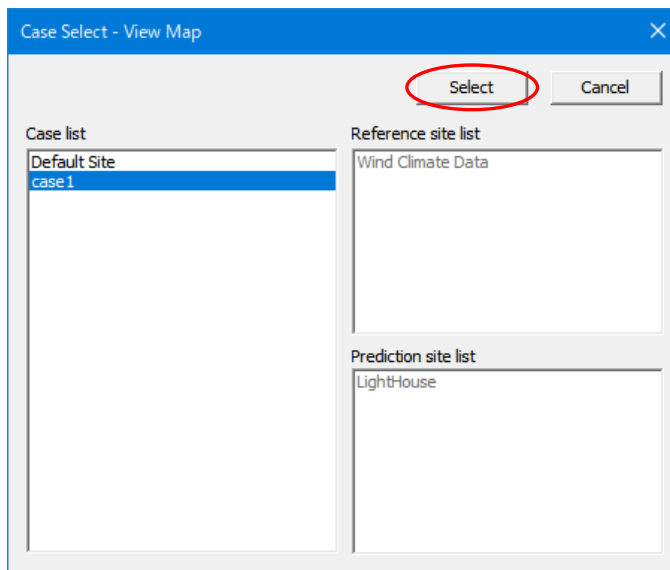 Case Select - View Map
Select
Cancel
Case list
Default Site
case1
Reference site list
Wind Climate Data
Prediction site list
LightHouse